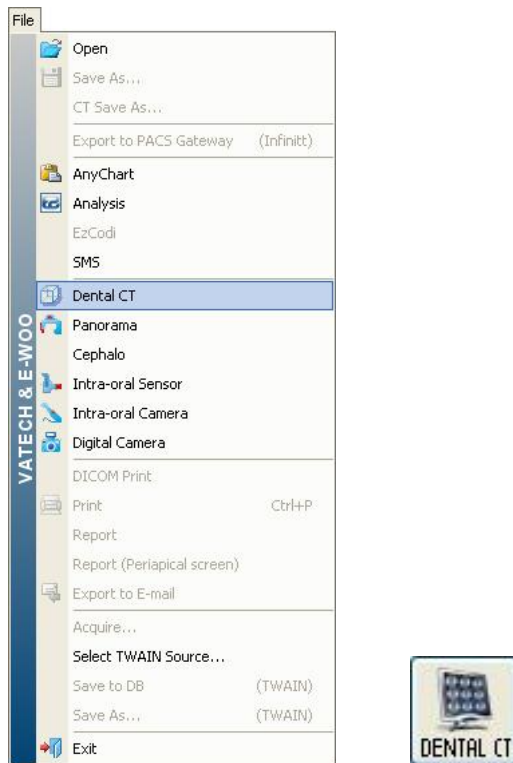 File
Open
Save As...
CT Save As...
Export to PACS Gateway (Infinitt)
AnyChart
Analysis
EzCodi
SMS
Dental CT
Panorama
Cephalo
Intra-oral Sensor
Intra-oral Camera
Digital Camera
DICOM Print
Print Ctrl+P
Report
Report (Periapical screen)
Export to E-mail
Acquire...
Select TWAIN Source...
Save to DB (TWAIN)
Save As... (TWAIN)
Exit
VATECH & E-WOO
DENTAL CT